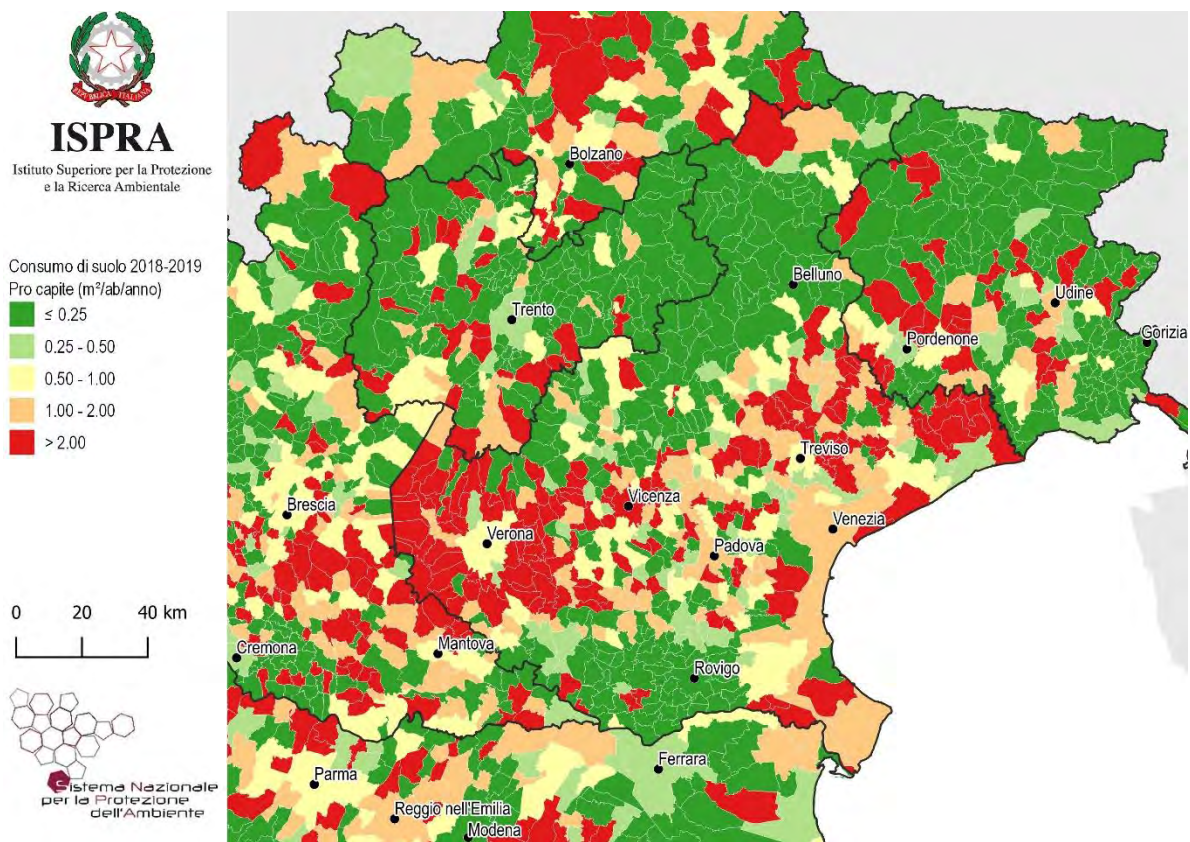 REPVBBLICA ITALIANA
ISPRA
Istituto Superiore per la Protezione
e la Ricerca Ambientale
Consumo di suolo 2018-2019
Pro capite (m²/ab/anno)
≤ 0.25
0.25 - 0.50
0.50 - 1.00
1.00 - 2.00
> 2.00
0 20 40 km
Sistema Nazionale
per la Protezione
dell'Ambiente
Bolzano
Belluno
Udine
Trento
Pordenone
Gorizia
Treviso
Brescia
Vicenza
Venezia
Verona
Padova
Mantova
Cremona
Rovigo
Ferrara
Parma
Reggio nell'Emilia
Modena